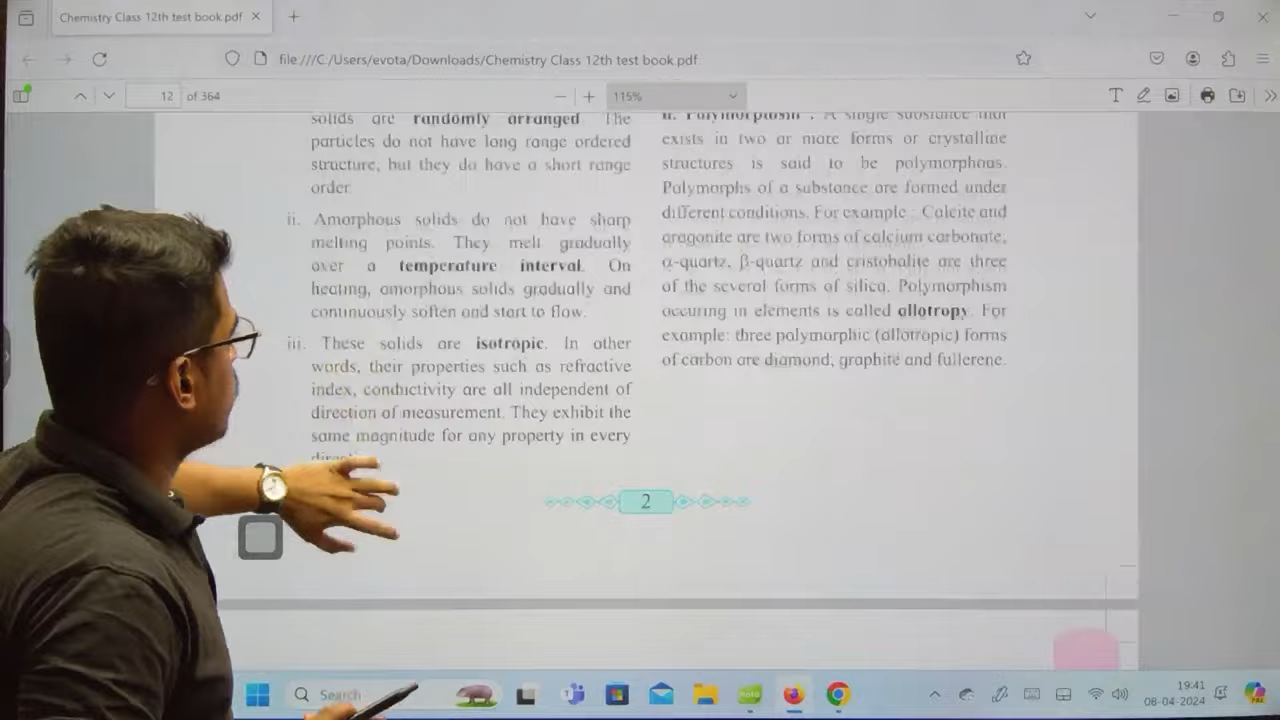 Chemistry Class 12th test book.pdf
file:///C:/Users/evota/Downloads/Chemistry Class 12th test book.pdf
12 of 364
115%
solids are randomly arranged. The
particles do not have long range ordered
structure, but they do have a short range
order.
ii. Amorphous solids do not have sharp
melting points. They melt gradually
over a temperature interval. On
heating, amorphous solids gradually and
continuously soften and start to flow.
iii. These solids are isotropic. In other
words, their properties such as refractive
index, conductivity are all independent of
direction of measurement. They exhibit the
same magnitude for any property in every
ii. Polymorphism : A single substance that
exists in two or more forms or crystalline
structures is said to be polymorphous.
Polymorphs of a substance are formed under
different conditions. For example : Calcite and
aragonite are two forms of calcium carbonate;
α-quartz, β-quartz and cristobalite are three
of the several forms of silica. Polymorphism
occuring in elements is called allotropy. For
example: three polymorphic (allotropic) forms
of carbon are diamond, graphite and fullerene.
2
Search
19:41
08-04-2024